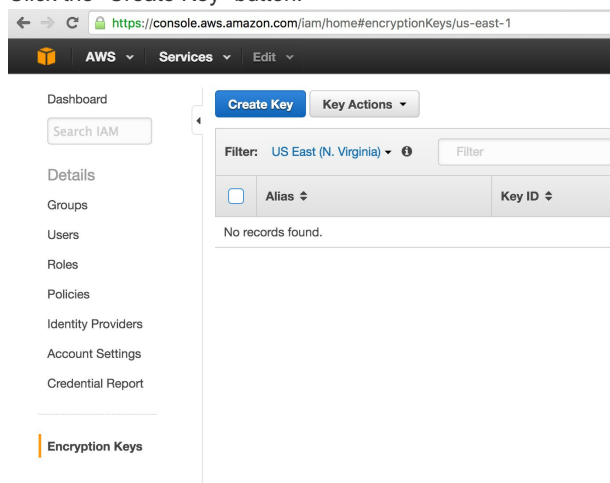 Click the "Create Key" button.
https://console.aws.amazon.com/iam/home#encryptionKeys/us-east-1
AWS Services Edit
Dashboard
Search IAM
Details
Groups
Users
Roles
Policies
Identity Providers
Account Settings
Credential Report
Encryption Keys
Create Key Key Actions
Filter: US East (N. Virginia) Filter
Alias Key ID
No records found.